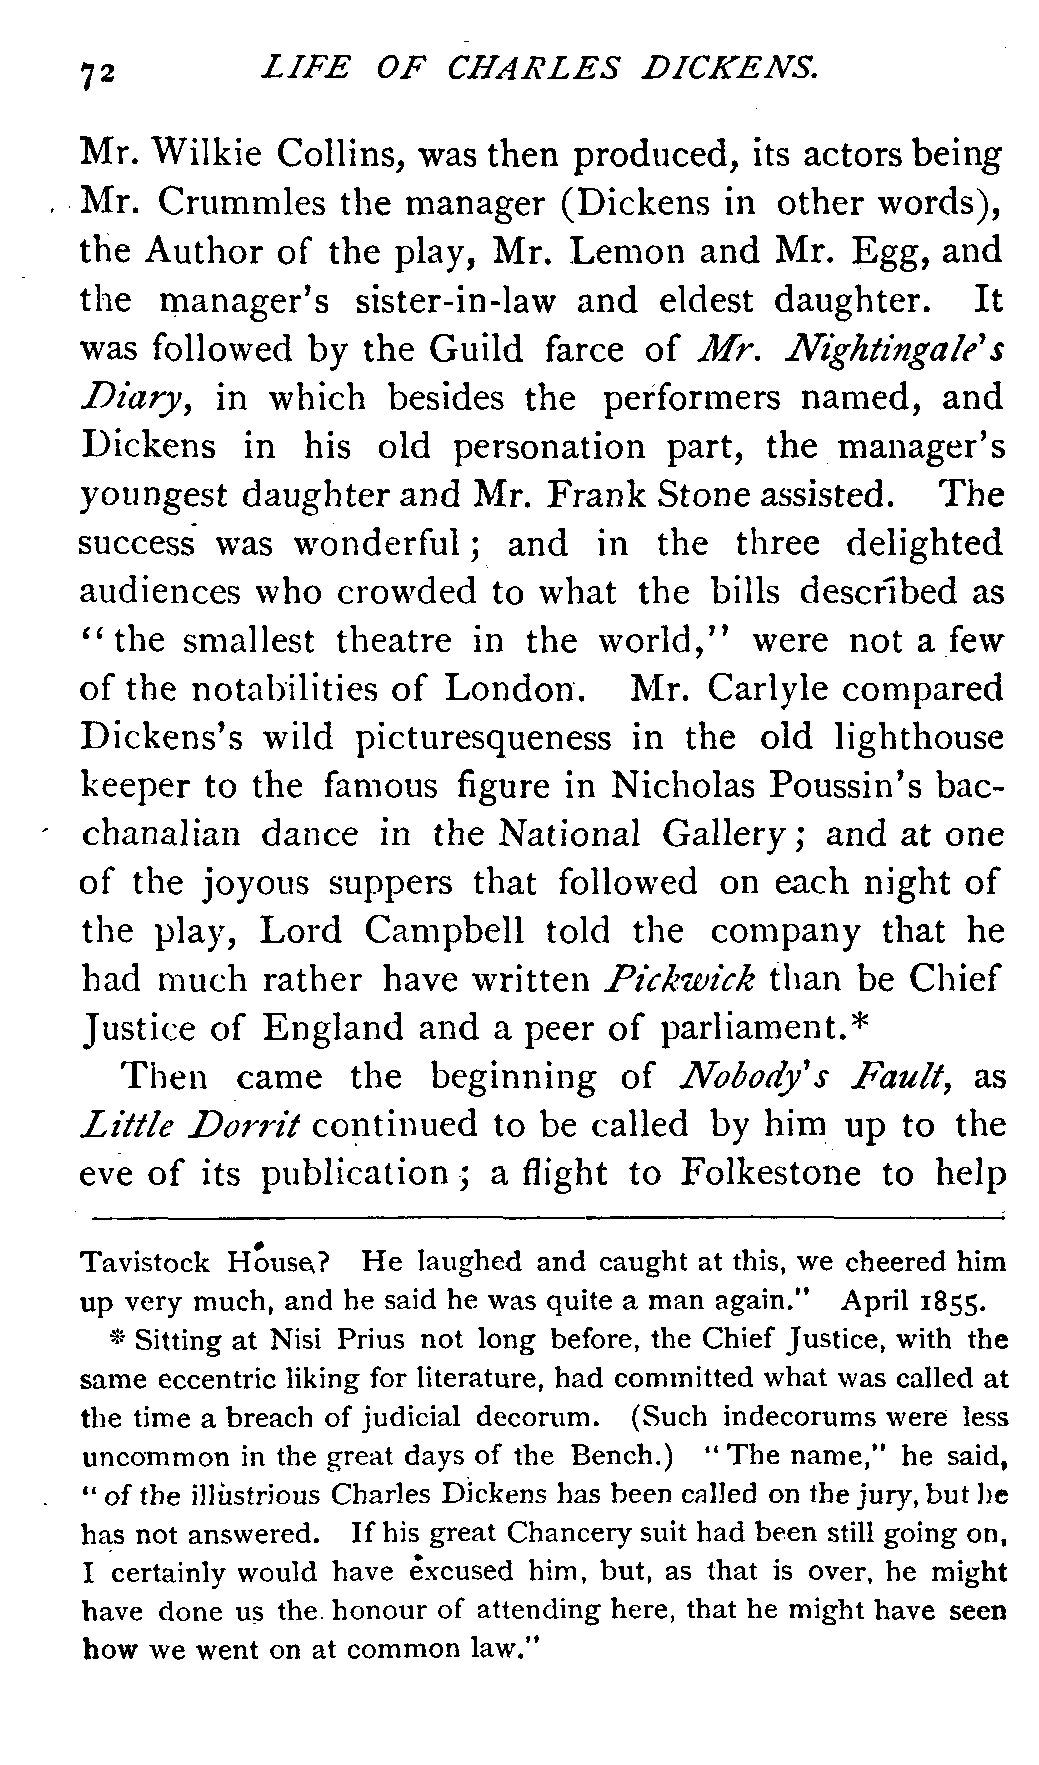 72 LIFE OF CHARLES DICKENS.
Mr. Wilkie Collins, was then produced, its actors being
Mr. Crummles the manager (Dickens in other words),
the Author of the play, Mr. Lemon and Mr. Egg, and
the manager's sister-in-law and eldest daughter. It
was followed by the Guild farce of Mr. Nightingale's
Diary, in which besides the performers named, and
Dickens in his old personation part, the manager's
youngest daughter and Mr. Frank Stone assisted. The
success was wonderful; and in the three delighted
audiences who crowded to what the bills described as
"the smallest theatre in the world," were not a few
of the notabilities of London. Mr. Carlyle compared
Dickens's wild picturesqueness in the old lighthouse
keeper to the famous figure in Nicholas Poussin's bac-
chanalian dance in the National Gallery; and at one
of the joyous suppers that followed on each night of
the play, Lord Campbell told the company that he
had much rather have written Pickwick than be Chief
Justice of England and a peer of parliament.*
Then came the beginning of Nobody's Fault, as
Little Dorrit continued to be called by him up to the
eve of its publication; a flight to Folkestone to help
Tavistock House? He laughed and caught at this, we cheered him
up very much, and he said he was quite a man again." April 1855.
* Sitting at Nisi Prius not long before, the Chief Justice, with the
same eccentric liking for literature, had committed what was called at
the time a breach of judicial decorum. (Such indecorums were less
uncommon in the great days of the Bench.) "The name," he said,
"of the illustrious Charles Dickens has been called on the jury, but he
has not answered. If his great Chancery suit had been still going on,
I certainly would have excused him, but, as that is over, he might
have done us the honour of attending here, that he might have seen
how we went on at common law."